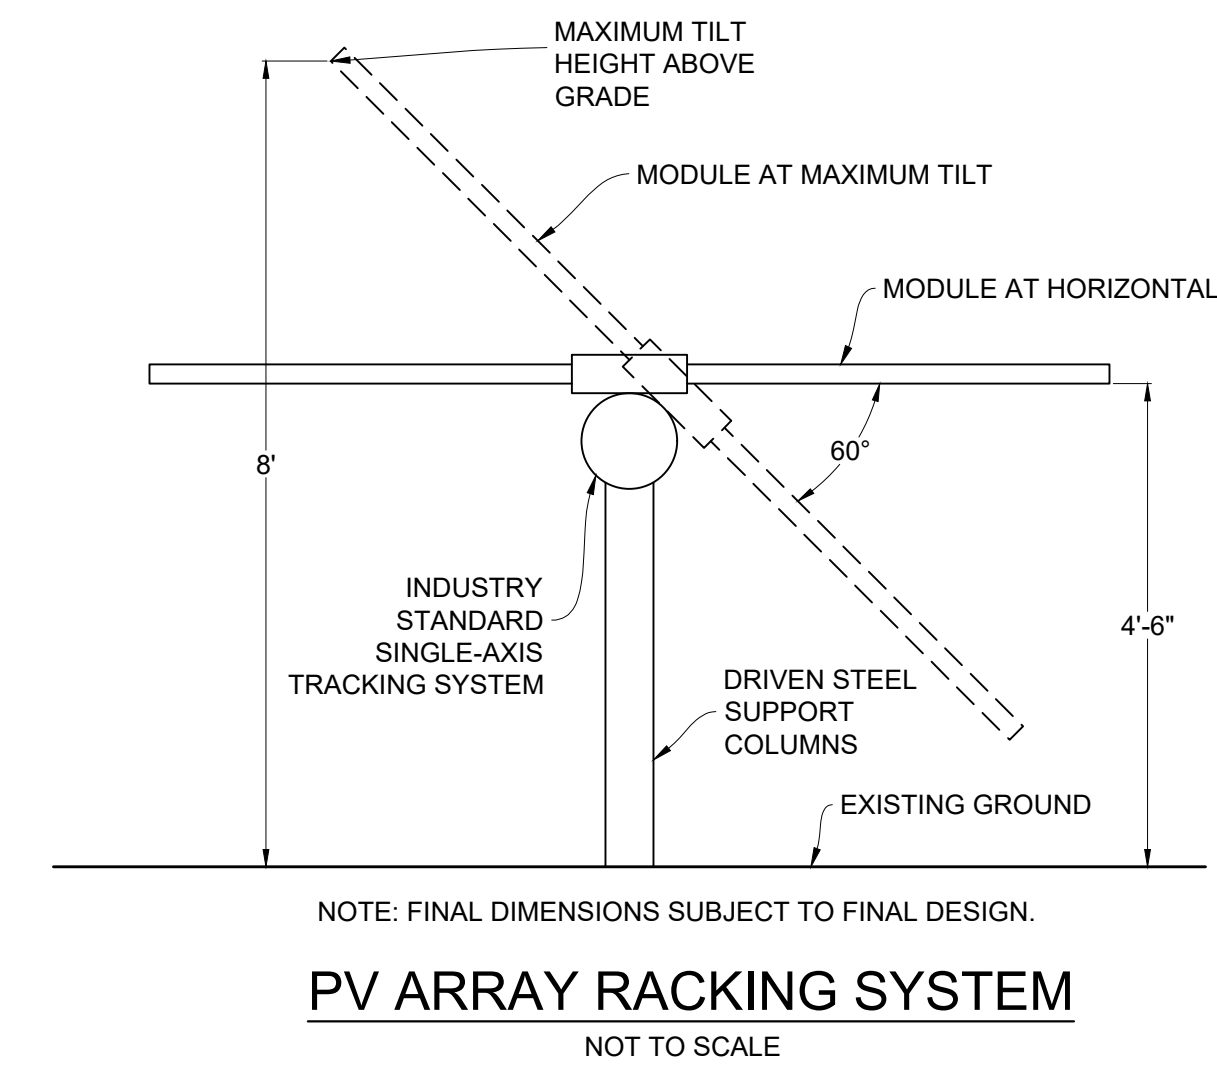 MAXIMUM TILT
HEIGHT ABOVE
GRADE
MODULE AT MAXIMUM TILT
MODULE AT HORIZONTAL
60°
8'
INDUSTRY
STANDARD
SINGLE-AXIS
TRACKING SYSTEM
4'-6"
DRIVEN STEEL
SUPPORT
COLUMNS
EXISTING GROUND
NOTE: FINAL DIMENSIONS SUBJECT TO FINAL DESIGN.
PV ARRAY RACKING SYSTEM
NOT TO SCALE